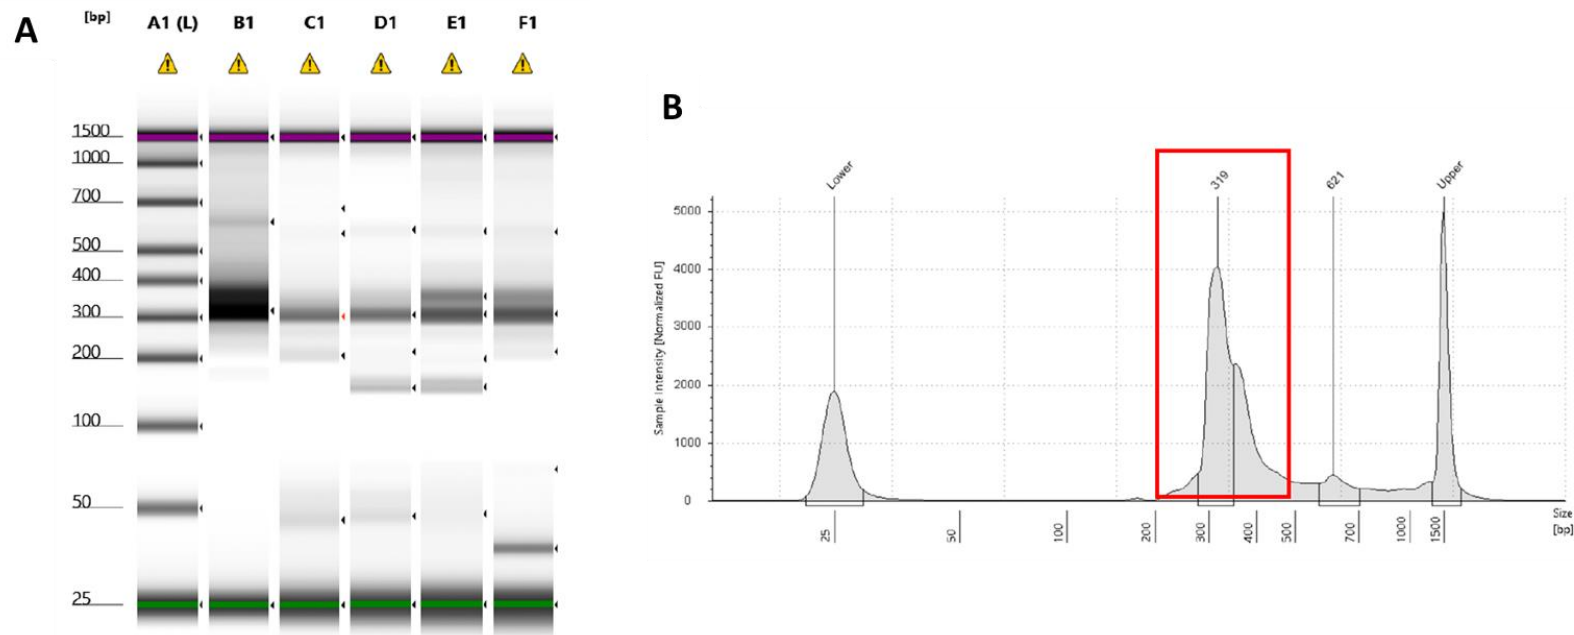 A
[bp] A1 (L) B1 C1 D1 E1 F1
1500
1000
700
500
400
300
200
100
50
25
B
Lower 319 621 Upper
Sample Intensity [Normalized FU]
5000
4000
3000
2000
1000
0
25 50 100 200 300 400 500 700 1000 1500
Size
[bp]